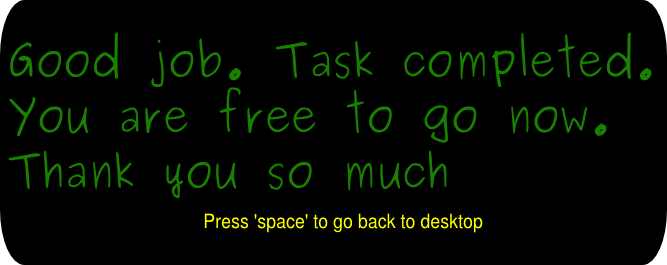 Good job. Task completed.
You are free to go now.
Thank you so much
Press 'space' to go back to desktop